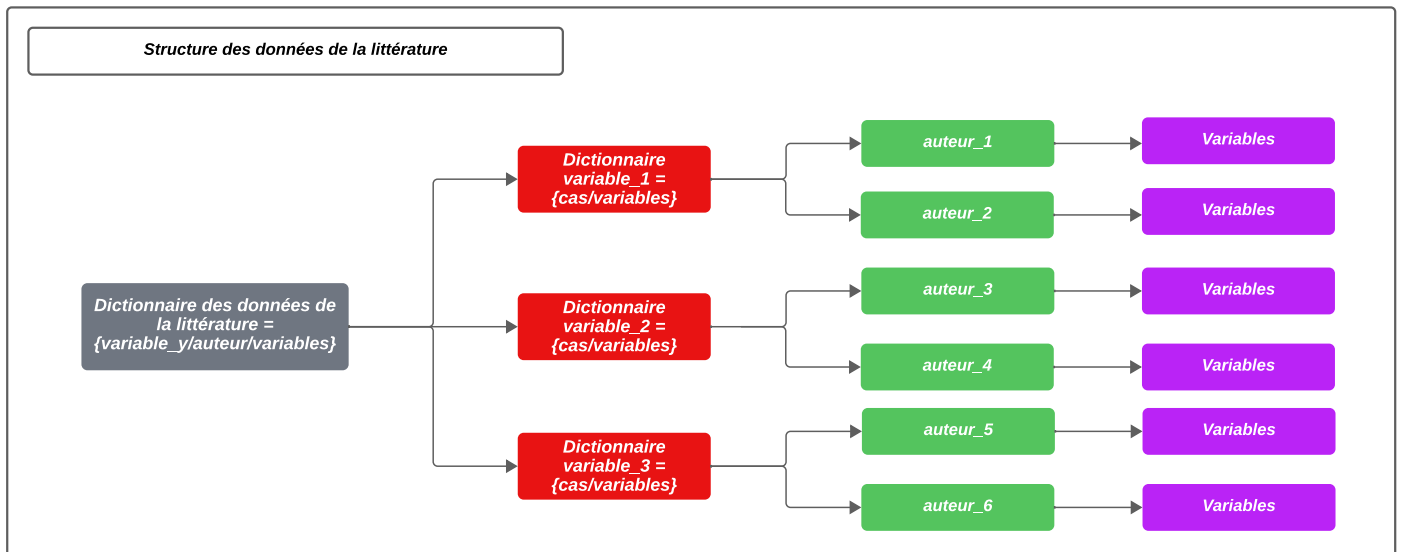 Structure des données de la littérature
Dictionnaire des données de
la littérature =
{variable_y/auteur/variables}
Dictionnaire
variable_1 =
{cas/variables}
auteur_1
Variables
auteur_2
Variables
Dictionnaire
variable_2 =
{cas/variables}
auteur_3
Variables
auteur_4
Variables
Dictionnaire
variable_3 =
{cas/variables}
auteur_5
Variables
auteur_6
Variables